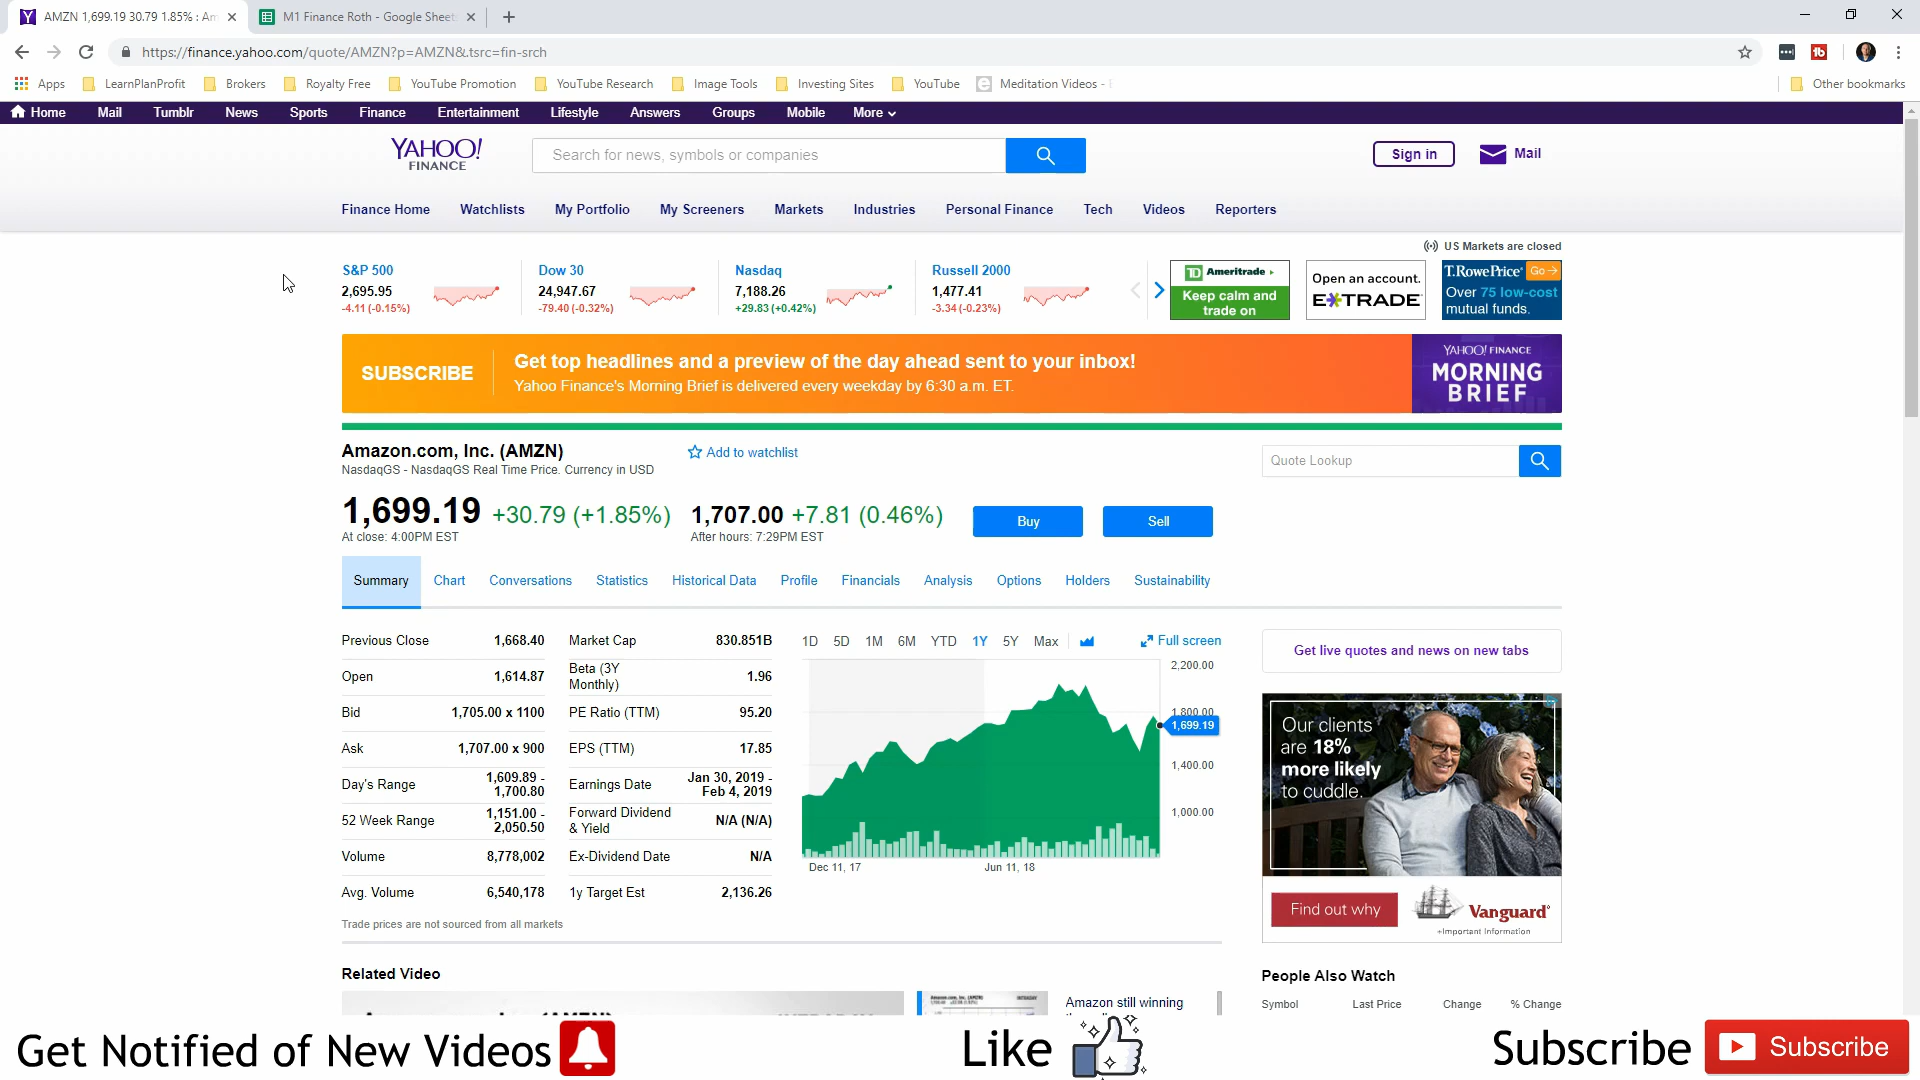 AMZN 1,699.19 30.79 1.85% : Am
M1 Finance Roth - Google Sheets
https://finance.yahoo.com/quote/AMZN?p=AMZN&.tsrc=fin-srch
Apps LearnPlanProfit Brokers Royalty Free YouTube Promotion YouTube Research Image Tools Investing Sites YouTube Meditation Videos - Other bookmarks
Home Mail Tumblr News Sports Finance Entertainment Lifestyle Answers Groups Mobile More
YAHOO! FINANCE
Search for news, symbols or companies
Sign in Mail
Finance Home Watchlists My Portfolio My Screeners Markets Industries Personal Finance Tech Videos Reporters
US Markets are closed
S&P 500
2,695.95
-4.11 (-0.15%)
Dow 30
24,947.67
-79.40 (-0.32%)
Nasdaq
7,188.26
+29.83 (+0.42%)
Russell 2000
1,477.41
-3.34 (-0.23%)
TD Ameritrade
Keep calm and
trade on
Open an account.
E*TRADE
T.RowePrice Go
Over 75 low-cost
mutual funds.
SUBSCRIBE
Get top headlines and a preview of the day ahead sent to your inbox!
Yahoo Finance's Morning Brief is delivered every weekday by 6:30 a.m. ET.
YAHOO! FINANCE
MORNING
BRIEF
Amazon.com, Inc. (AMZN)
Add to watchlist
NasdaqGS - NasdaqGS Real Time Price. Currency in USD
Quote Lookup
1,699.19 +30.79 (+1.85%)
At close: 4:00PM EST
1,707.00 +7.81 (0.46%)
After hours: 7:29PM EST
Buy Sell
Summary Chart Conversations Statistics Historical Data Profile Financials Analysis Options Holders Sustainability
Previous Close 1,668.40
Open 1,614.87
Bid 1,705.00 x 1100
Ask 1,707.00 x 900
Day's Range 1,609.89 -
1,700.80
52 Week Range 1,151.00 -
2,050.50
Volume 8,778,002
Avg. Volume 6,540,178
Market Cap 830.851B
Beta (3Y
Monthly) 1.96
PE Ratio (TTM) 95.20
EPS (TTM) 17.85
Earnings Date Jan 30, 2019 -
Feb 4, 2019
Forward Dividend
& Yield N/A (N/A)
Ex-Dividend Date N/A
1y Target Est 2,136.26
Trade prices are not sourced from all markets
1D 5D 1M 6M YTD 1Y 5Y Max Full screen
2,200.00
1,800.00
1,699.19
1,400.00
1,000.00
Dec 11, 17 Jun 11, 18
Get live quotes and news on new tabs
Our clients
are 18%
more likely
to cuddle.
Find out why
Vanguard
+Important Information
Related Video
Amazon still winning
People Also Watch
Symbol Last Price Change % Change
Get Notified of New Videos
Like
Subscribe
Subscribe